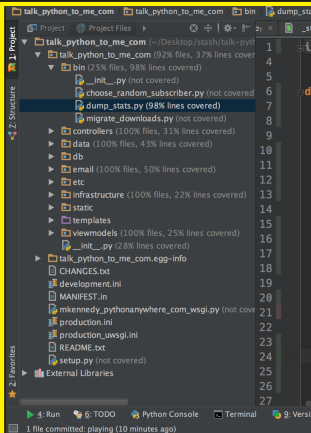 talk_python_to_me_com talk_python_to_me_com bin dump_sta
Project Project Files
1: Project
talk_python_to_me_com (~/Desktop/stash/talk-pyth
talk_python_to_me_com (92% files, 37% lines cove
bin (25% files, 98% lines covered)
__init__.py (not covered)
choose_random_subscriber.py (not covered
dump_stats.py (98% lines covered)
migrate_downloads.py (not covered)
controllers (100% files, 31% lines covered)
data (100% files, 43% lines covered)
db
email (100% files, 50% lines covered)
etc
infrastructure (100% files, 22% lines covered)
static
templates
viewmodels (100% files, 25% lines covered)
__init__.py (28% lines covered)
talk_python_to_me_com.egg-info
CHANGES.txt
development.ini
MANIFEST.in
mkennedy_pythonanywhere_com_wsgi.py (not cove
production.ini
production_uwsgi.ini
README.txt
setup.py (not covered)
External Libraries
Z: Structure
2: Favorites
.py
_s
1
6
7
8
9
10
11
12
13
14
15
16
17
18
19
20
21
22
23
24
25
26
27
i
d
4: Run 6: TODO Python Console Terminal 9: Versi
1 file committed: playing (10 minutes ago)